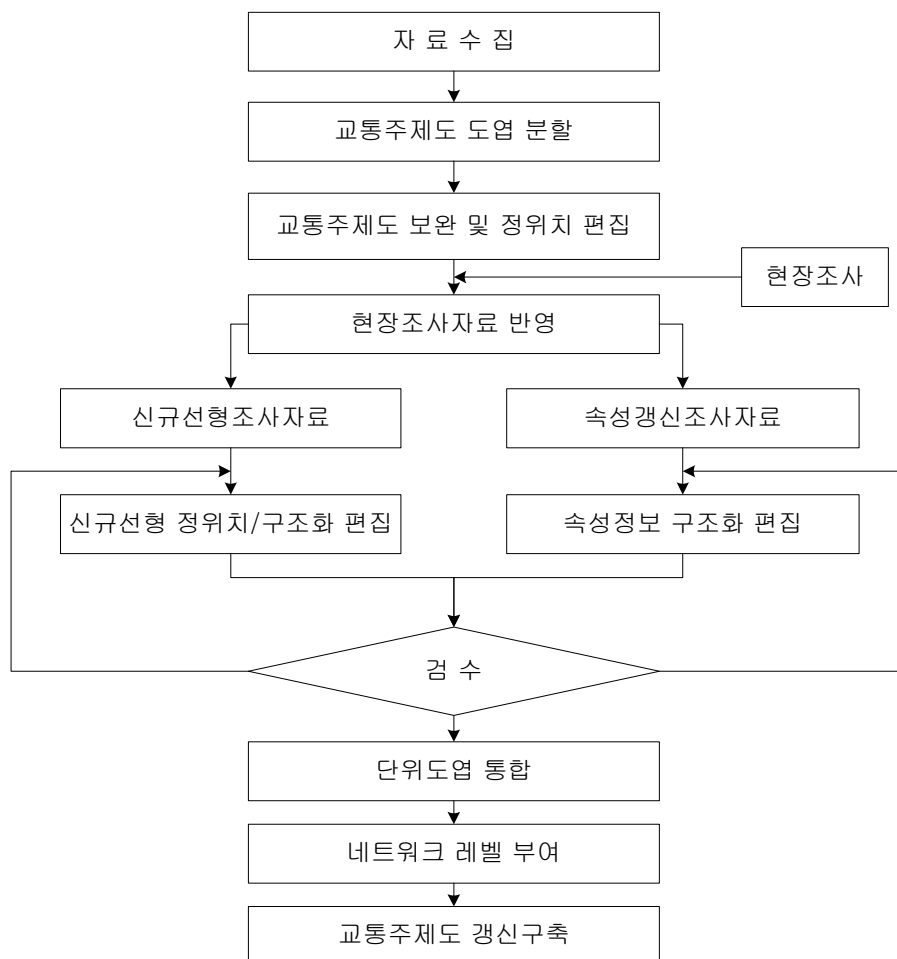 자 료 수 집
교통주제도 도엽 분할
교통주제도 보완 및 정위치 편집
현장조사
현장조사자료 반영
신규선형조사자료
속성갱신조사자료
신규선형 정위치/구조화 편집
속성정보 구조화 편집
검 수
단위도엽 통합
네트워크 레벨 부여
교통주제도 갱신구축